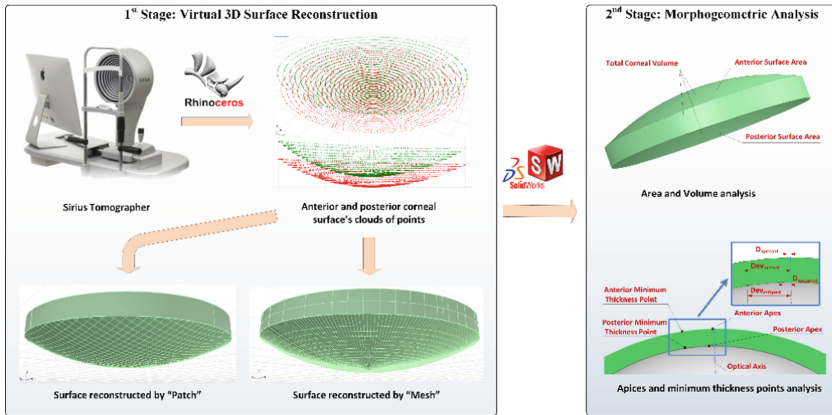 1st Stage: Virtual 3D Surface Reconstruction
Rhinoceros
Sirius Tomographer
Anterior and posterior corneal
surface's clouds of points
Surface reconstructed by "Patch"
Surface reconstructed by "Mesh"
SolidWorks
SW
2nd Stage: Morphogeometric Analysis
Total Corneal Volume
Anterior Surface Area
Posterior Surface Area
Area and Volume analysis
Anterior Minimum
Thickness Point
Posterior Minimum
Thickness Point
Anterior Apex
Posterior Apex
Optical Axis
Apices and minimum thickness points analysis